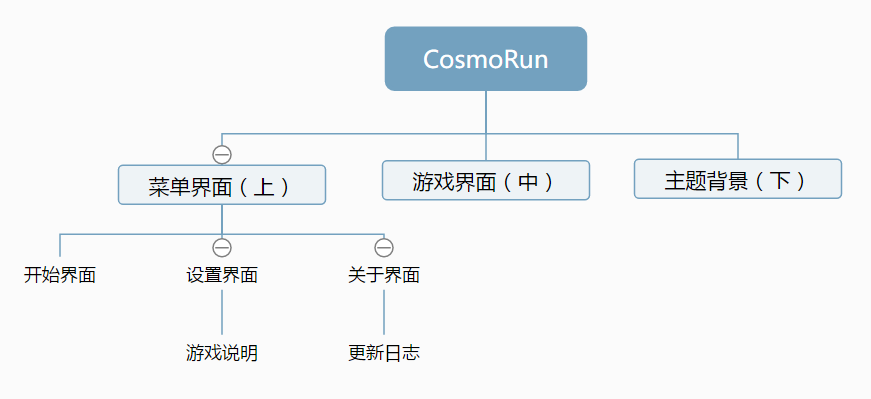 CosmoRun
菜单界面（上）
游戏界面（中）
主题背景（下）
开始界面
设置界面
关于界面
游戏说明
更新日志